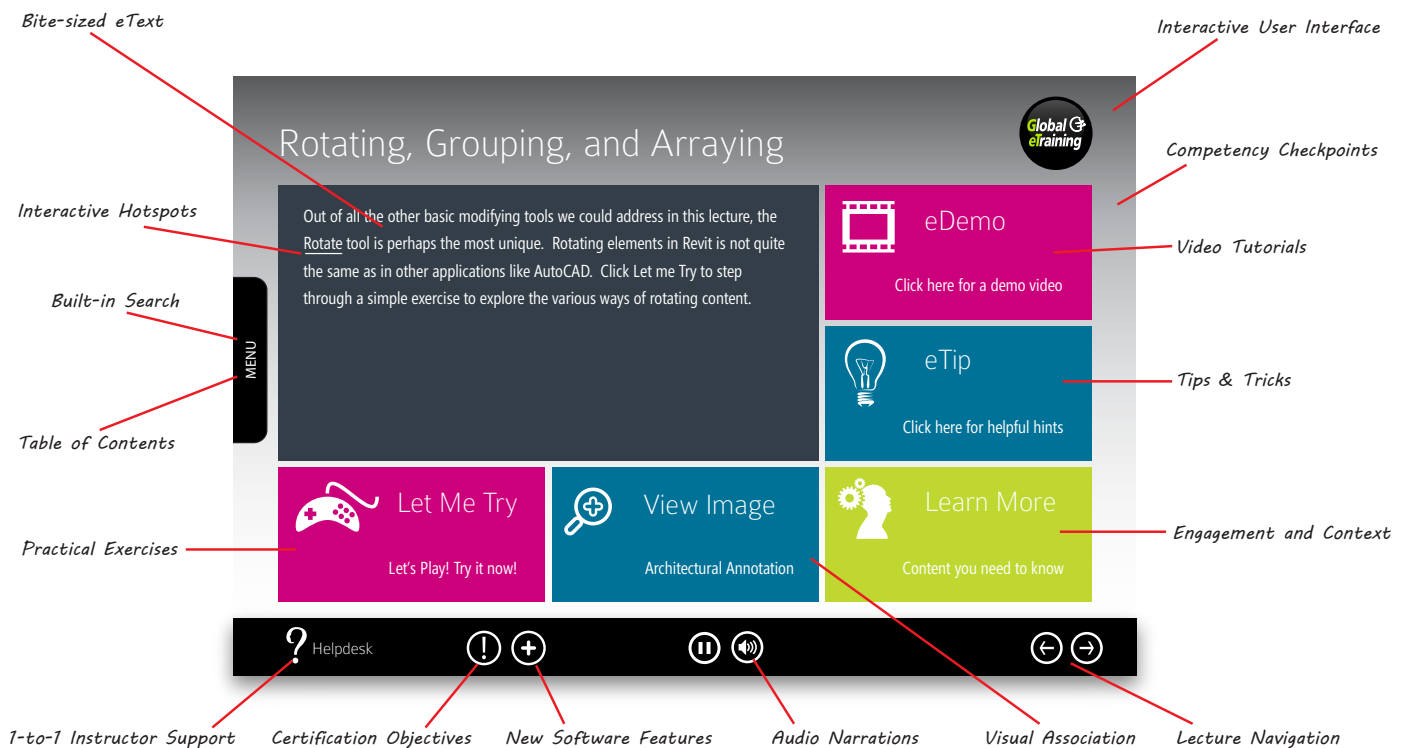 Bite-sized eText
Interactive User Interface
Global
eTraining
Rotating, Grouping, and Arraying
Competency Checkpoints
Interactive Hotspots
Out of all the other basic modifying tools we could address in this lecture, the
Rotate tool is perhaps the most unique. Rotating elements in Revit is not quite
the same as in other applications like AutoCAD. Click Let me Try to step
through a simple exercise to explore the various ways of rotating content.
eDemo
Click here for a demo video
Video Tutorials
Built-in Search
MENU
Table of Contents
eTip
Click here for helpful hints
Tips & Tricks
Let Me Try
Let's Play! Try it now!
Practical Exercises
View Image
Architectural Annotation
Learn More
Content you need to know
Engagement and Context
Helpdesk
1-to-1 Instructor Support
Certification Objectives
New Software Features
Audio Narrations
Visual Association
Lecture Navigation